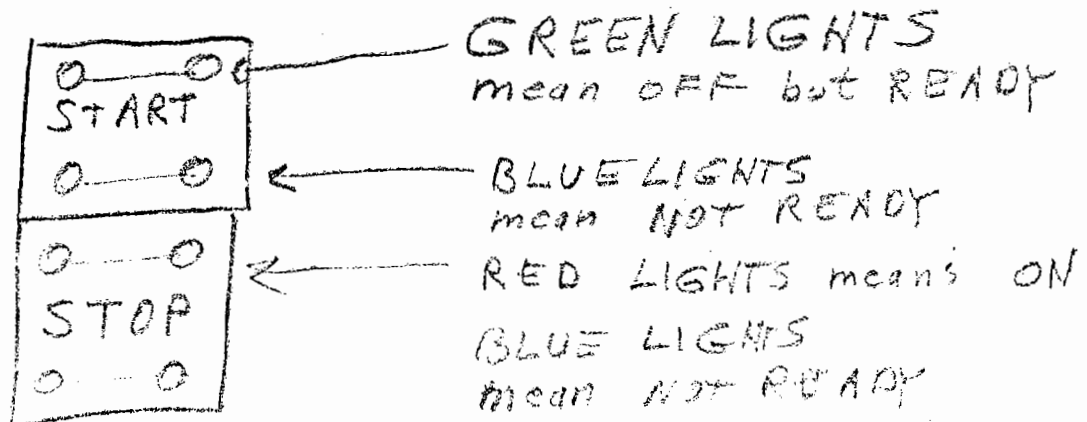 GREEN LIGHTS
mean OFF but READY
START
BLUE LIGHTS
mean NOT READY
RED LIGHTS means ON
STOP
BLUE LIGHTS
mean NOT READY